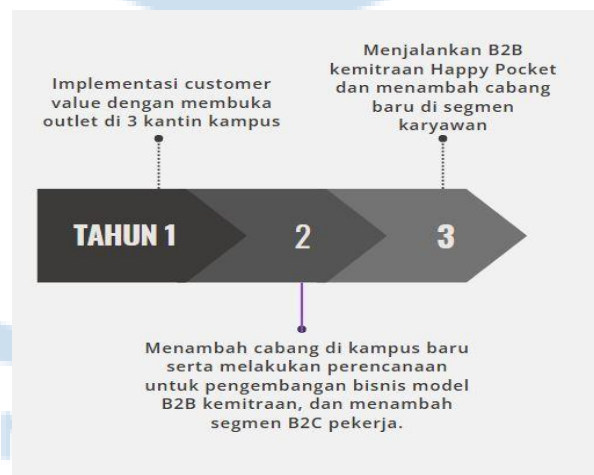 Implementasi customer
value dengan membuka
outlet di 3 kantin kampus
Menjalankan B2B
kemitraan Happy Pocket
dan menambah cabang
baru di segmen
karyawan
TAHUN 1
2
3
Menambah cabang di kampus baru
serta melakukan perencanaan
untuk pengembangan bisnis model
B2B kemitraan, dan menambah
segmen B2C pekerja.